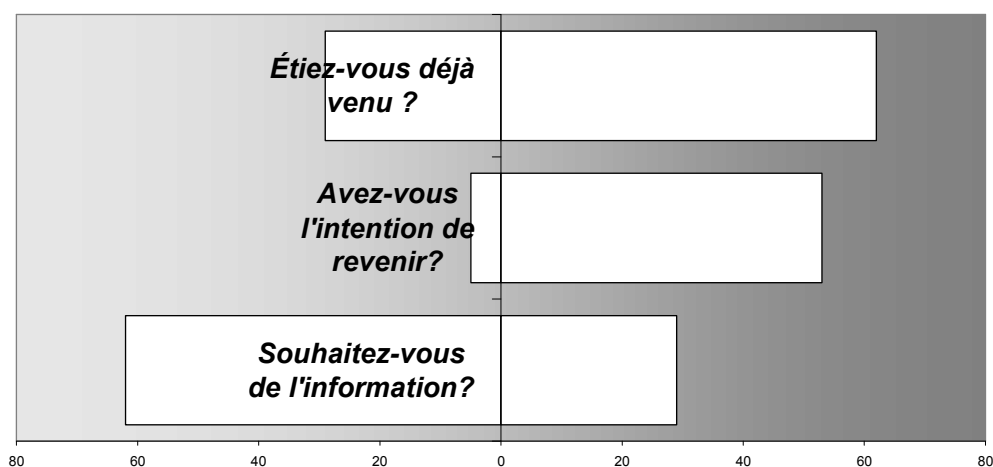 Étiez-vous déjà
venu ?
Avez-vous
l'intention de
revenir?
Souhaitez-vous
de l'information?
80 60 40 20 0 20 40 60 80